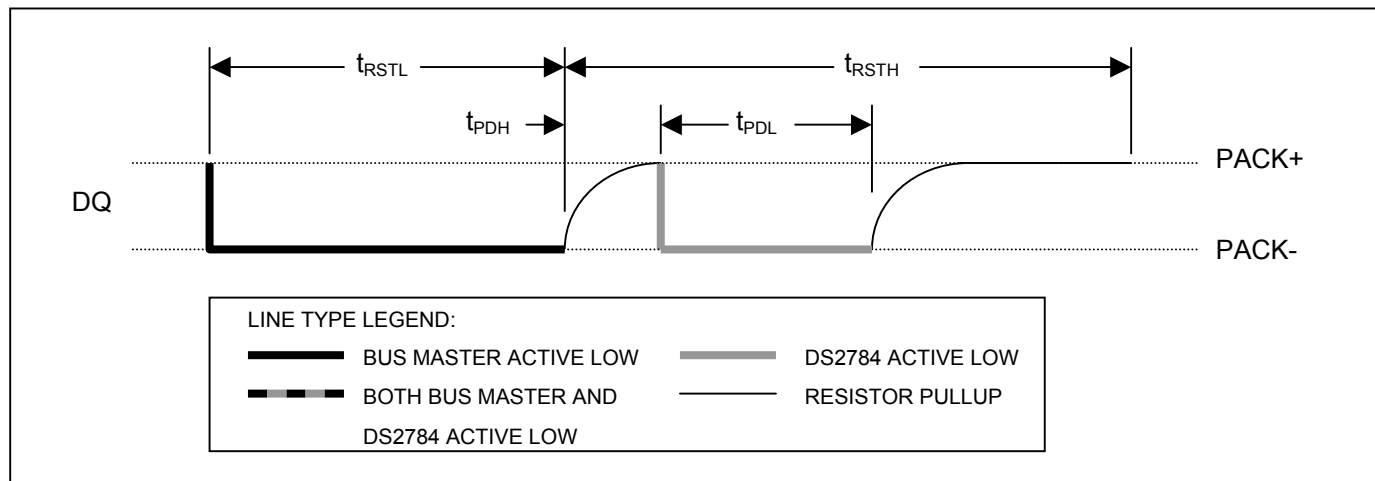 tRSTL
tRSTH
tPDH
tPDL
PACK+
DQ
PACK-
LINE TYPE LEGEND:
BUS MASTER ACTIVE LOW
DS2784 ACTIVE LOW
BOTH BUS MASTER AND
DS2784 ACTIVE LOW
RESISTOR PULLUP